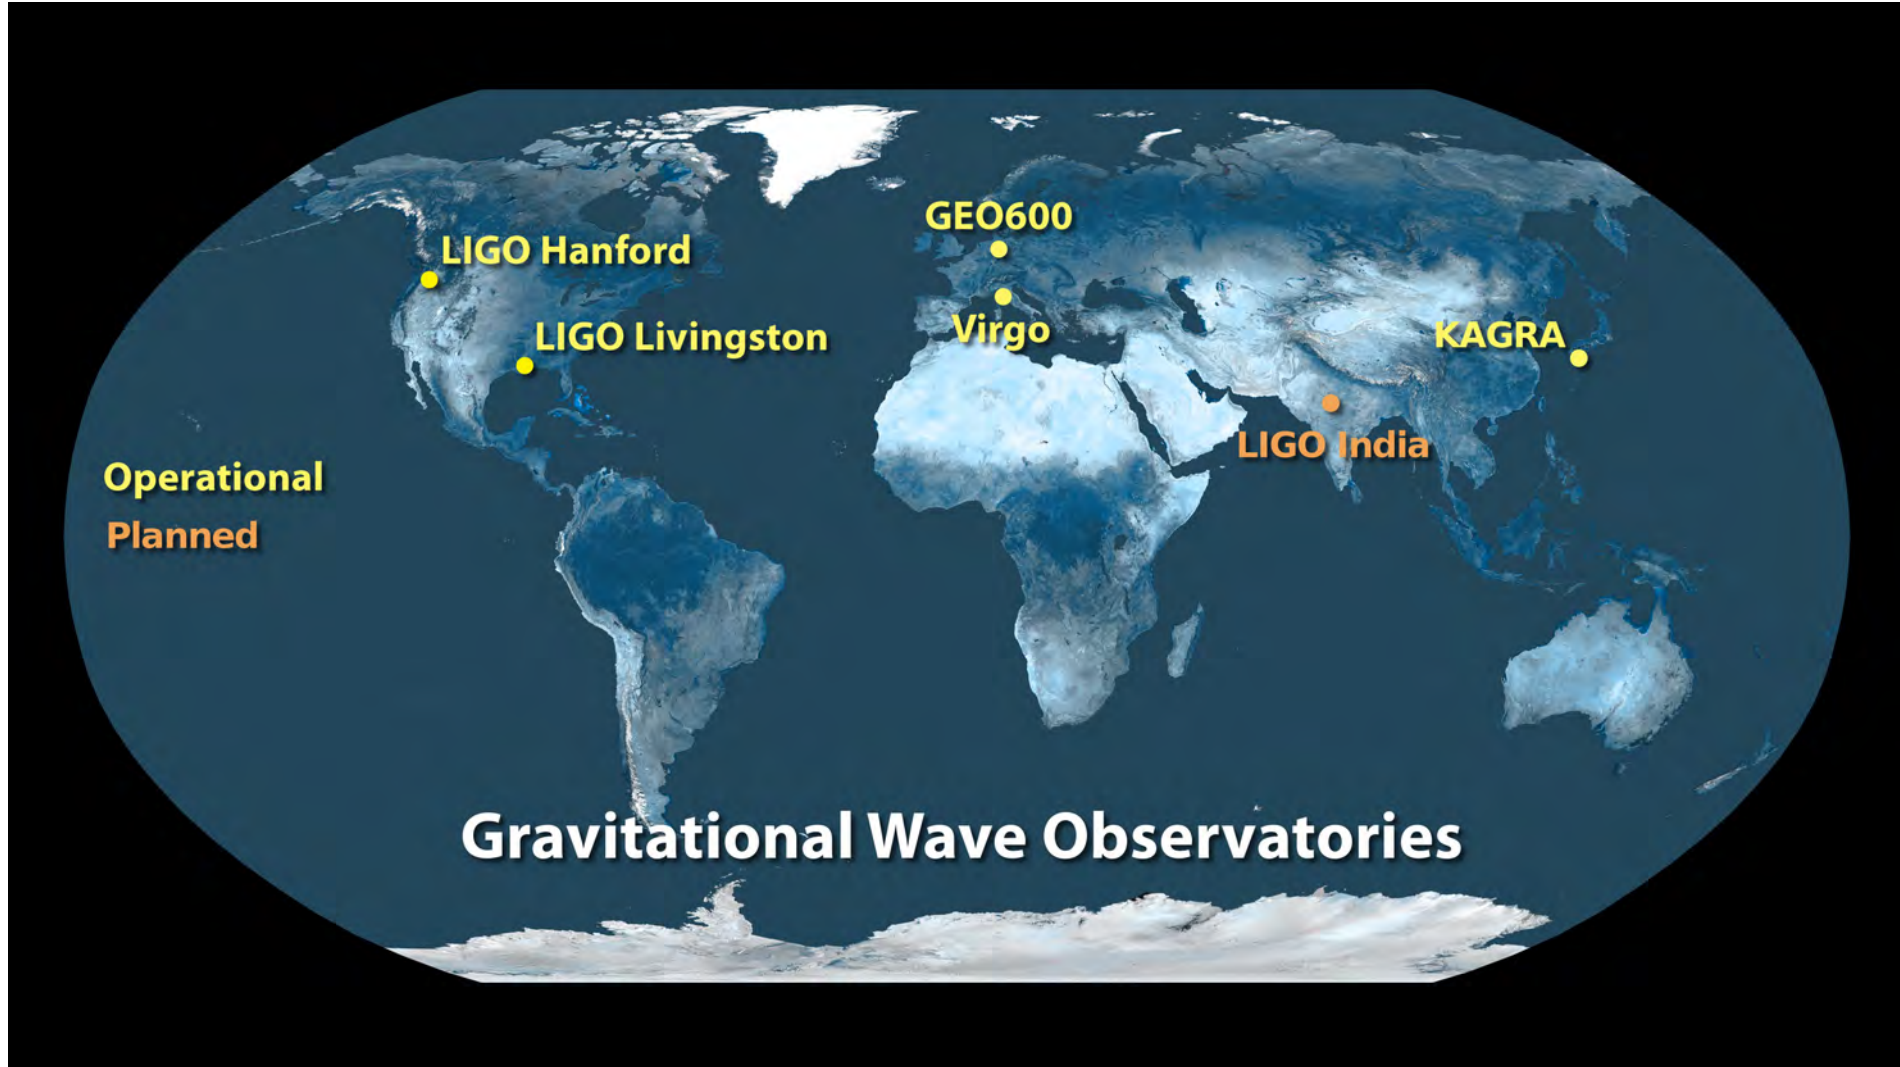 GEO600
LIGO Hanford
LIGO Livingston
Virgo
KAGRA
LIGO India
Operational
Planned
Gravitational Wave Observatories